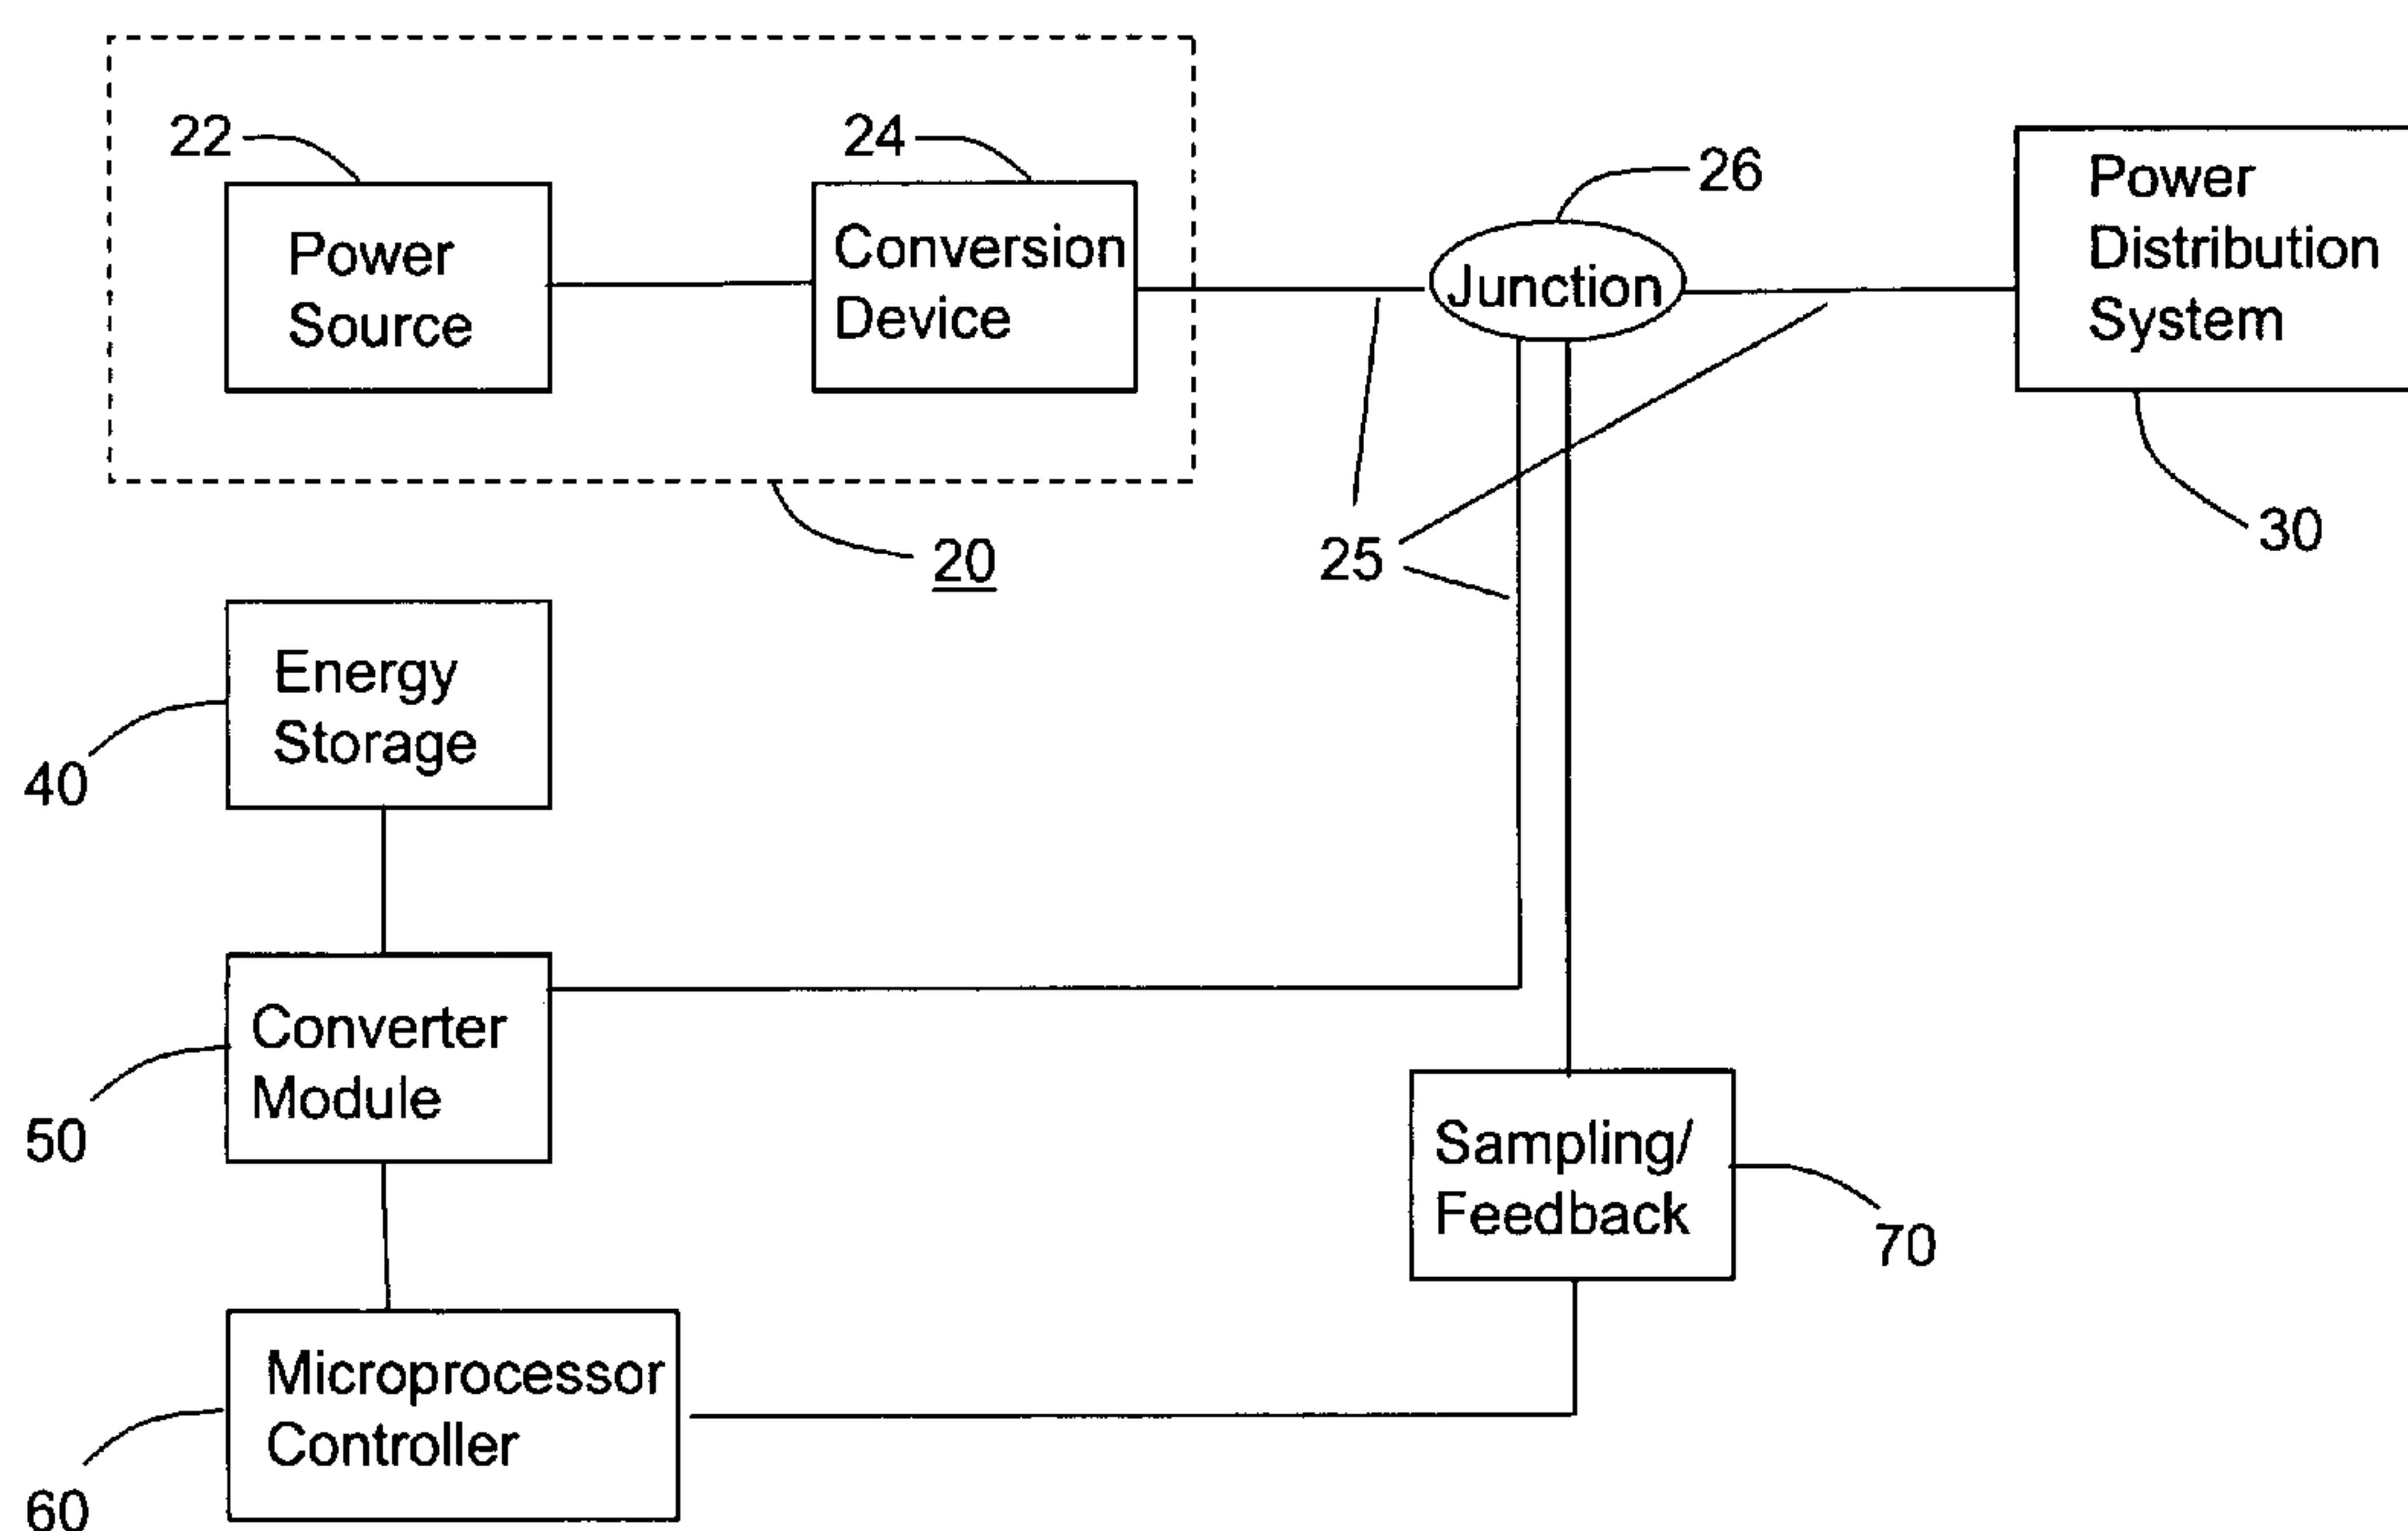 22
Power
Source
24
Conversion
Device
26
Junction
Power
Distribution
System
30
20
25
Energy
Storage
40
Converter
Module
50
Sampling/
Feedback
70
Microprocessor
Controller
60